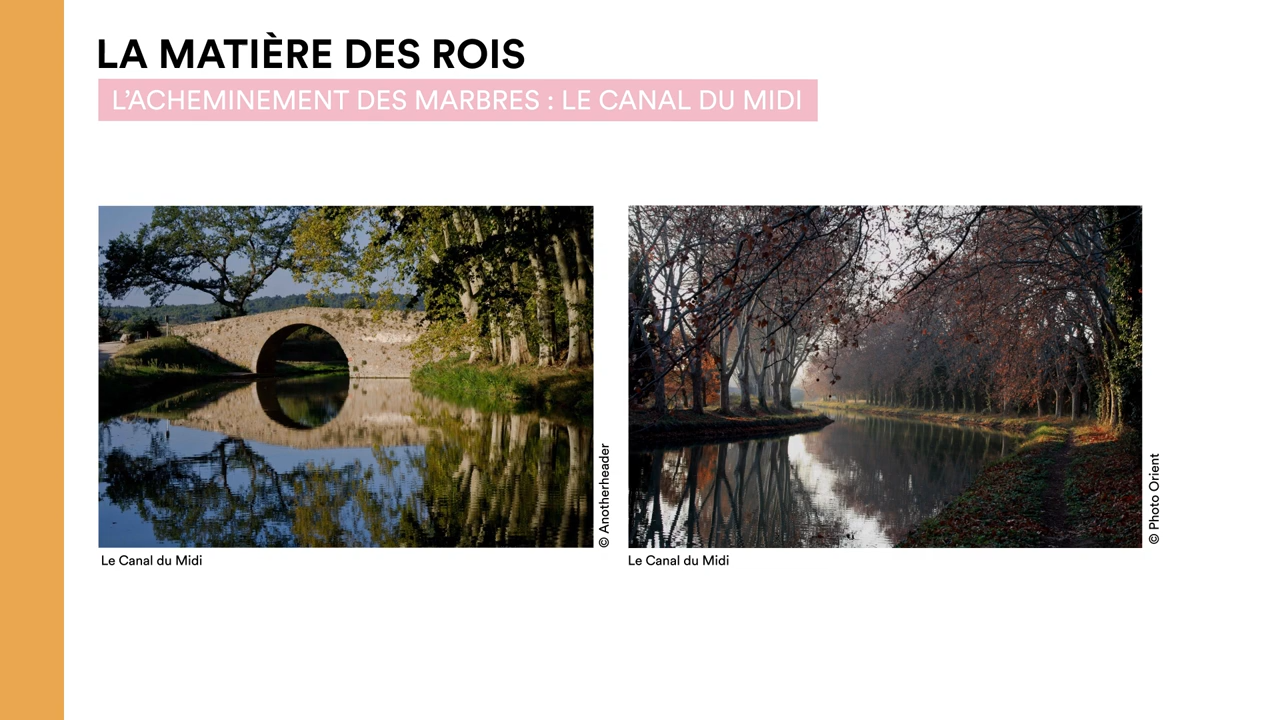 LA MATIÈRE DES ROIS
L’ACHEMINEMENT DES MARBRES : LE CANAL DU MIDI
© Anotherheader
Le Canal du Midi
© Photo Orient
Le Canal du Midi